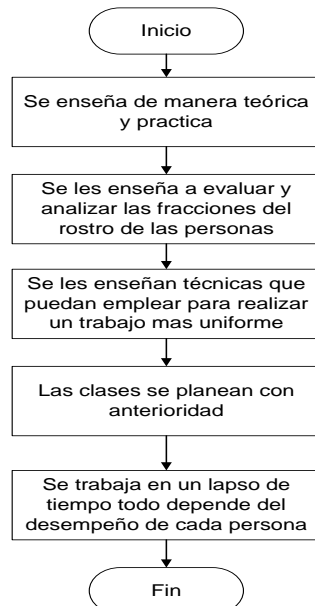 Inicio
Se enseña de manera teórica
y practica
Se les enseña a evaluar y
analizar las fracciones del
rostro de las personas
Se les enseñan técnicas que
puedan emplear para realizar
un trabajo mas uniforme
Las clases se planean con
anterioridad
Se trabaja en un lapso de
tiempo todo depende del
desempeño de cada persona
Fin